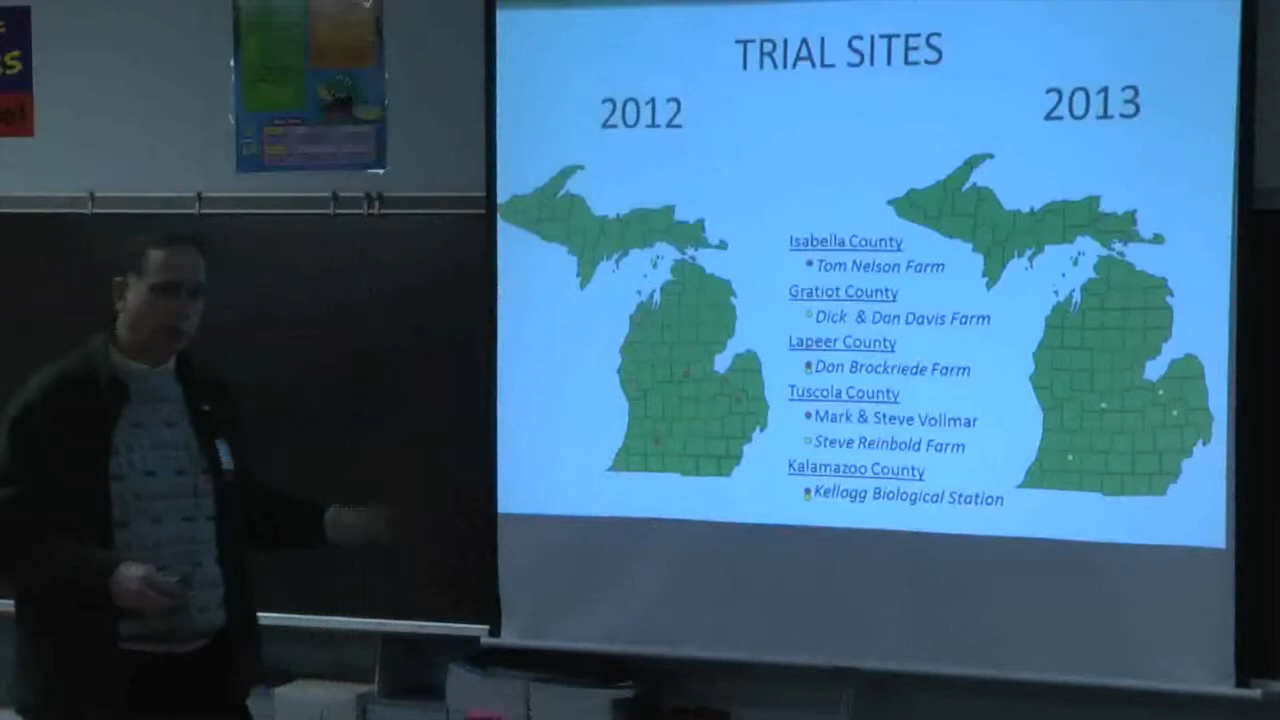 TRIAL SITES
2012
2013
Isabella County
Tom Nelson Farm
Gratiot County
Dick & Dan Davis Farm
Lapeer County
Don Brockriede Farm
Tuscola County
Mark & Steve Vollmar
Steve Reinbold Farm
Kalamazoo County
Kellogg Biological Station